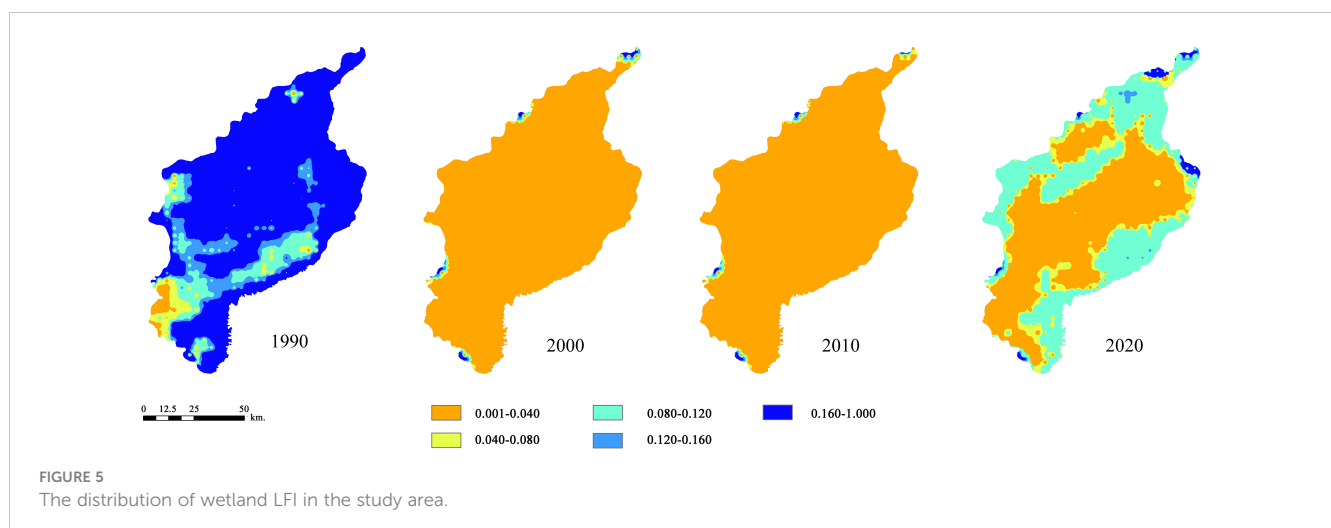 1990
2000
2010
2020
0 12.5 25 50
km.
0.001-0.040
0.080-0.120
0.160-1.000
0.040-0.080
0.120-0.160
FIGURE 5
The distribution of wetland LFI in the study area.